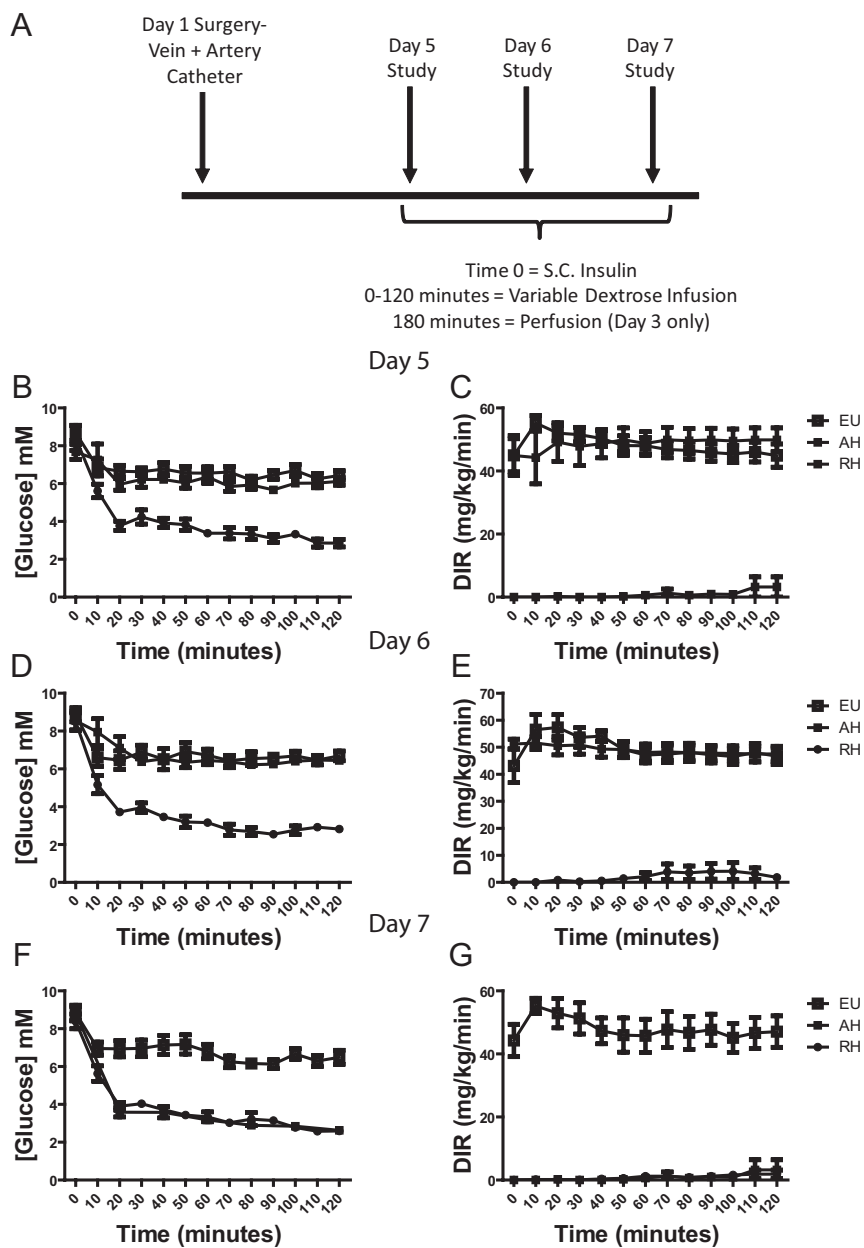 A
Day 1 Surgery-
Vein + Artery
Catheter
Day 5
Study
Day 6
Study
Day 7
Study
Time 0 = S.C. Insulin
0-120 minutes = Variable Dextrose Infusion
180 minutes = Perfusion (Day 3 only)
Day 5
B
[Glucose] mM
10
8
6
4
2
0
0 10 20 30 40 50 60 70 80 90 100 110 120
Time (minutes)
C
DIR (mg/kg/min)
60
40
20
0
0 10 20 30 40 50 60 70 80 90 100 110 120
Time (minutes)
EU
AH
RH
Day 6
D
[Glucose] mM
10
8
6
4
2
0
0 10 20 30 40 50 60 70 80 90 100 110 120
Time (minutes)
E
DIR (mg/kg/min)
70
60
50
40
30
20
10
0
0 10 20 30 40 50 60 70 80 90 100 110 120
Time (minutes)
EU
AH
RH
Day 7
F
[Glucose] mM
10
8
6
4
2
0
0 10 20 30 40 50 60 70 80 90 100 110 120
Time (minutes)
G
DIR (mg/kg/min)
60
40
20
0
0 10 20 30 40 50 60 70 80 90 100 110 120
Time (minutes)
EU
AH
RH